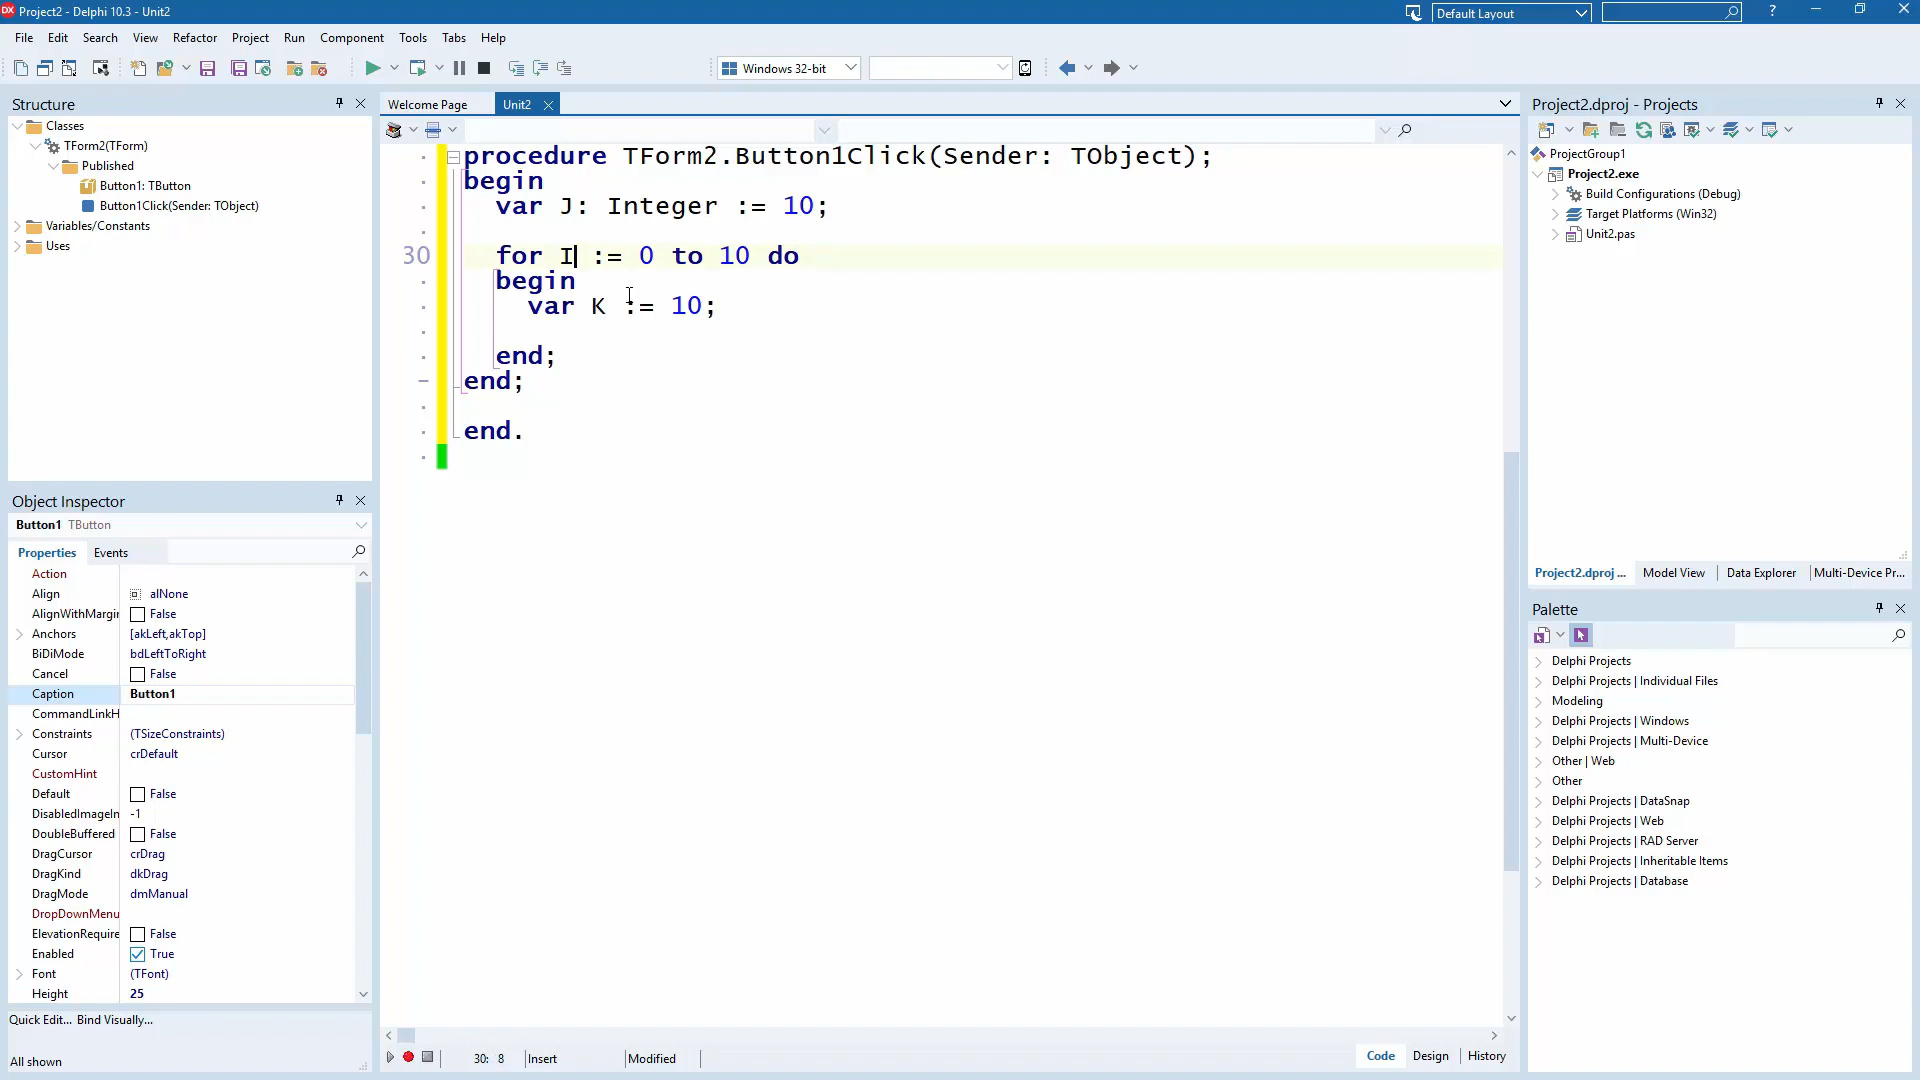 Project2 - Delphi 10.3 - Unit2
Default Layout
?
File Edit Search View Refactor Project Run Component Tools Tabs Help
Windows 32-bit
Structure
Classes
TForm2(TForm)
Published
Button1: TButton
Button1Click(Sender: TObject)
Variables/Constants
Uses
Object Inspector
Button1 TButton
Properties Events
Action
Align alNone
AlignWithMargin False
Anchors [akLeft,akTop]
BiDiMode bdLeftToRight
Cancel False
Caption Button1
CommandLinkH
Constraints (TSizeConstraints)
Cursor crDefault
CustomHint
Default False
DisabledImageIn -1
DoubleBuffered False
DragCursor crDrag
DragKind dkDrag
DragMode dmManual
DropDownMenu
ElevationRequire False
Enabled True
Font (TFont)
Height 25
Quick Edit... Bind Visually...
All shown
Welcome Page Unit2
procedure TForm2.Button1Click(Sender: TObject);
begin
var J: Integer := 10;
30 for I := 0 to 10 do
begin
var K := 10;
end;
end;
end.
30: 8 Insert Modified
Code Design History
Project2.dproj - Projects
ProjectGroup1
Project2.exe
Build Configurations (Debug)
Target Platforms (Win32)
Unit2.pas
Project2.dproj ... Model View Data Explorer Multi-Device Pr...
Palette
Delphi Projects
Delphi Projects | Individual Files
Modeling
Delphi Projects | Windows
Delphi Projects | Multi-Device
Other | Web
Other
Delphi Projects | DataSnap
Delphi Projects | Web
Delphi Projects | RAD Server
Delphi Projects | Inheritable Items
Delphi Projects | Database